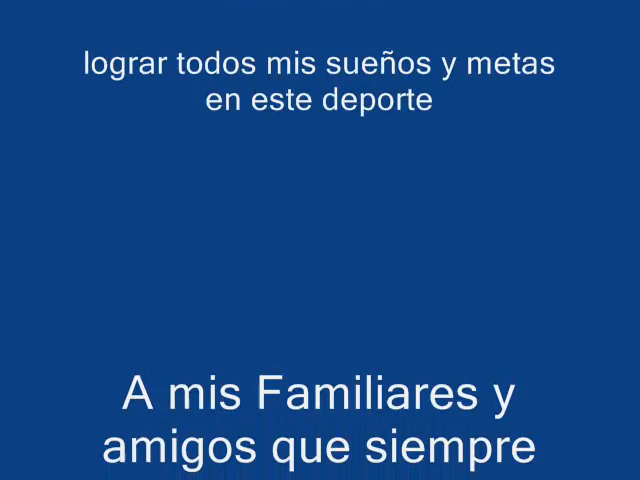 lograr todos mis sueños y metas
en este deporte
A mis Familiares y
amigos que siempre